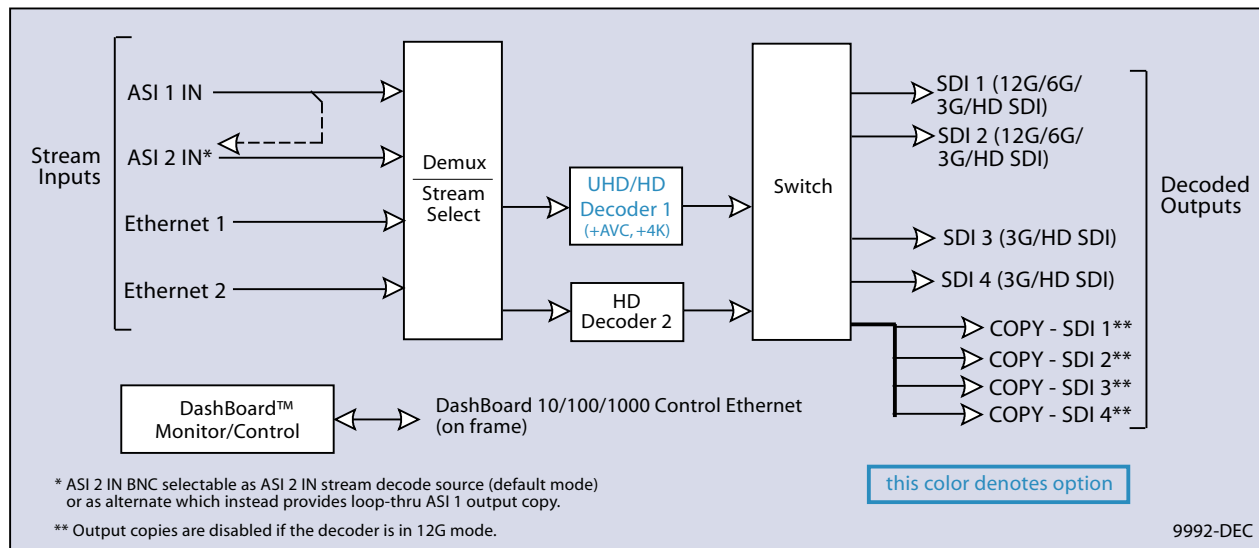 Stream
Inputs
ASI 1 IN
ASI 2 IN*
Ethernet 1
Ethernet 2
Demux
Stream
Select
UHD/HD
Decoder 1
(+AVC, +4K)
HD
Decoder 2
Switch
SDI 1 (12G/6G/
3G/HD SDI)
SDI 2 (12G/6G/
3G/HD SDI)
SDI 3 (3G/HD SDI)
SDI 4 (3G/HD SDI)
COPY - SDI 1**
COPY - SDI 2**
COPY - SDI 3**
COPY - SDI 4**
Decoded
Outputs
DashBoard™
Monitor/Control
DashBoard 10/100/1000 Control Ethernet
(on frame)
* ASI 2 IN BNC selectable as ASI 2 IN stream decode source (default mode)
or as alternate which instead provides loop-thru ASI 1 output copy.
** Output copies are disabled if the decoder is in 12G mode.
this color denotes option
9992-DEC